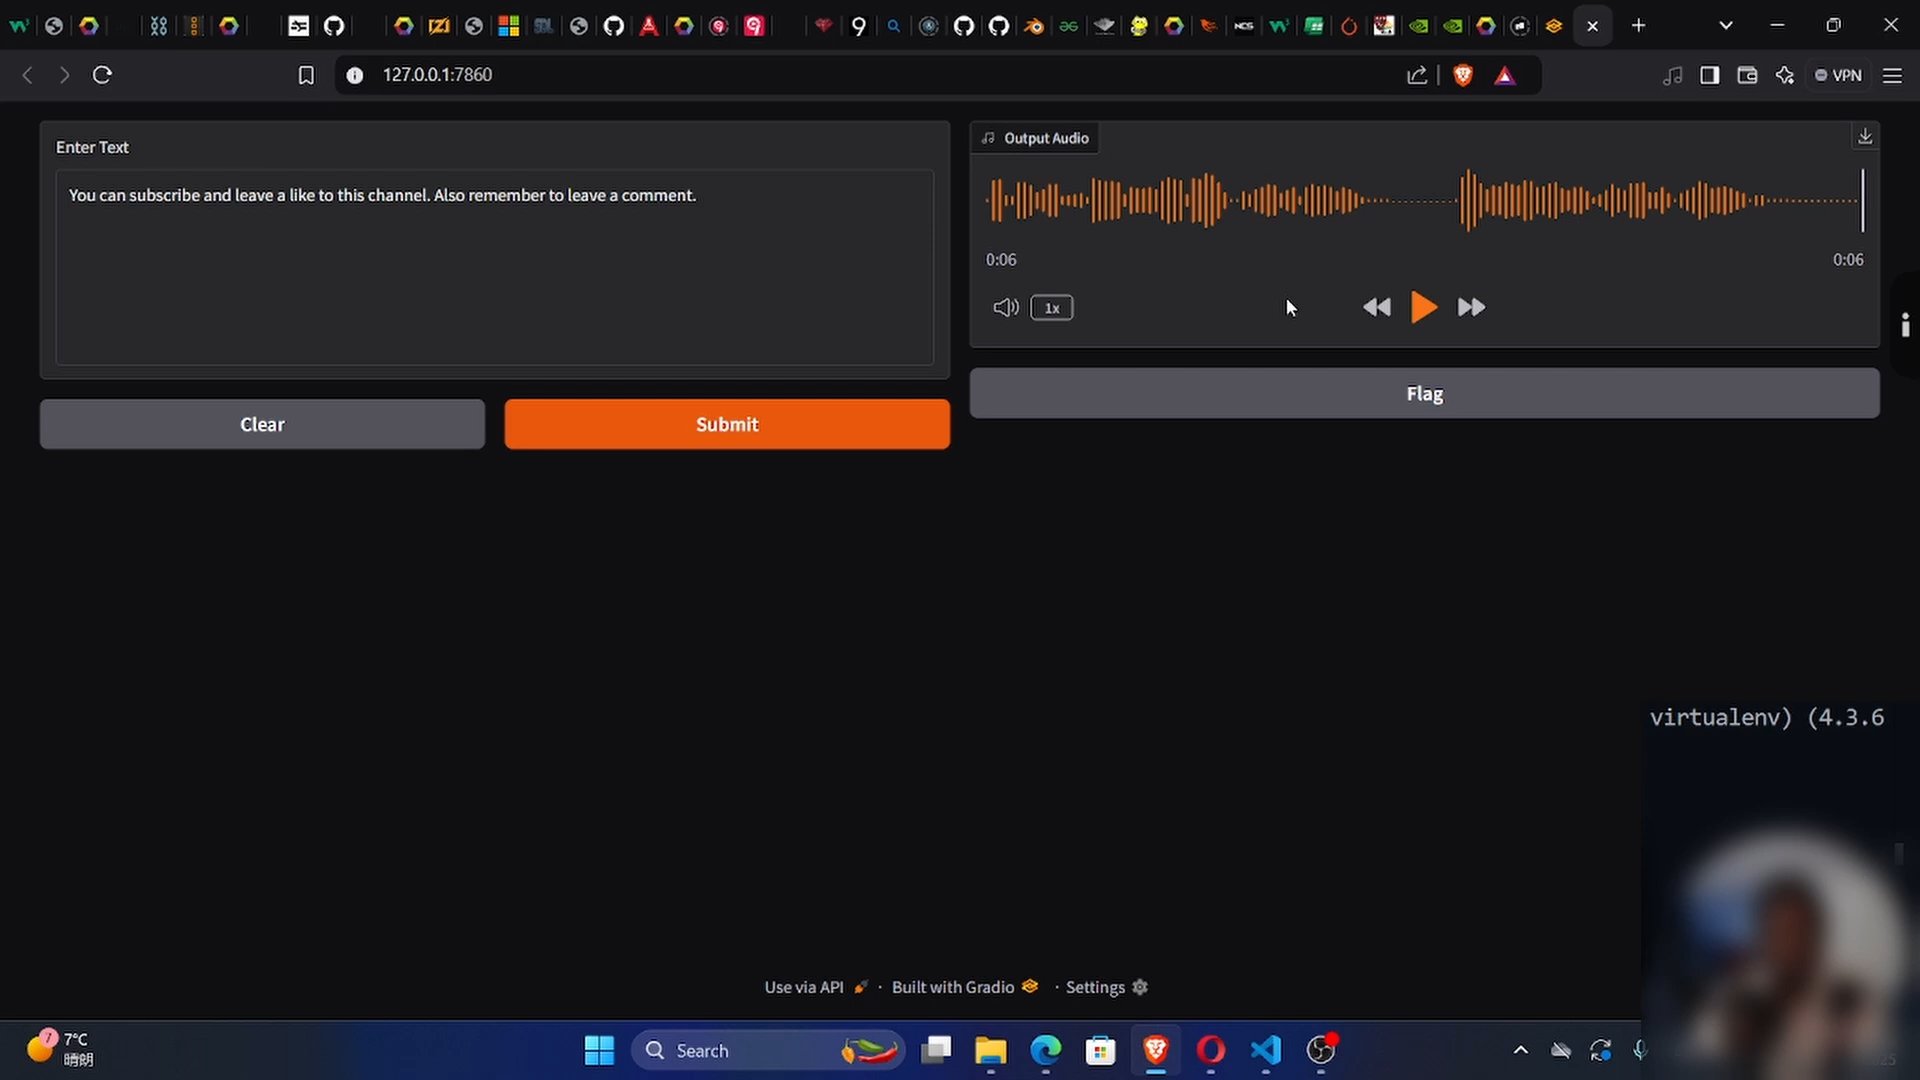 127.0.0.1:7860
VPN
Enter Text
You can subscribe and leave a like to this channel. Also remember to leave a comment.
Clear
Submit
Output Audio
0:06
0:06
1x
Flag
virtualenv) (4.3.6
Use via API · Built with Gradio · Settings
7
7°C
晴朗
Search